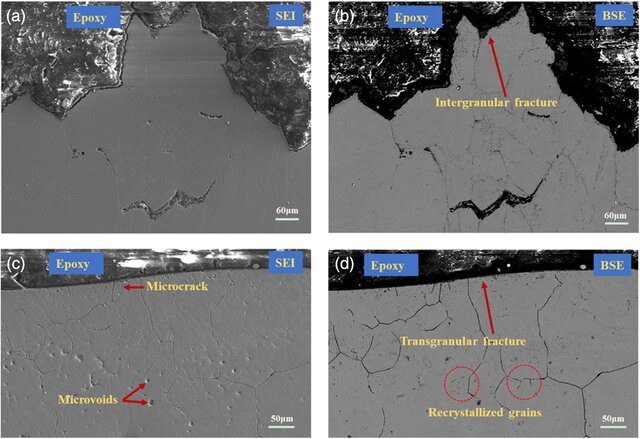 (a)
Epoxy
SEI
60μm
(b)
Epoxy
BSE
Intergranular fracture
60μm
(c)
Epoxy
SEI
Microcrack
Microvoids
50μm
(d)
Epoxy
BSE
Transgranular fracture
Recrystallized grains
50μm